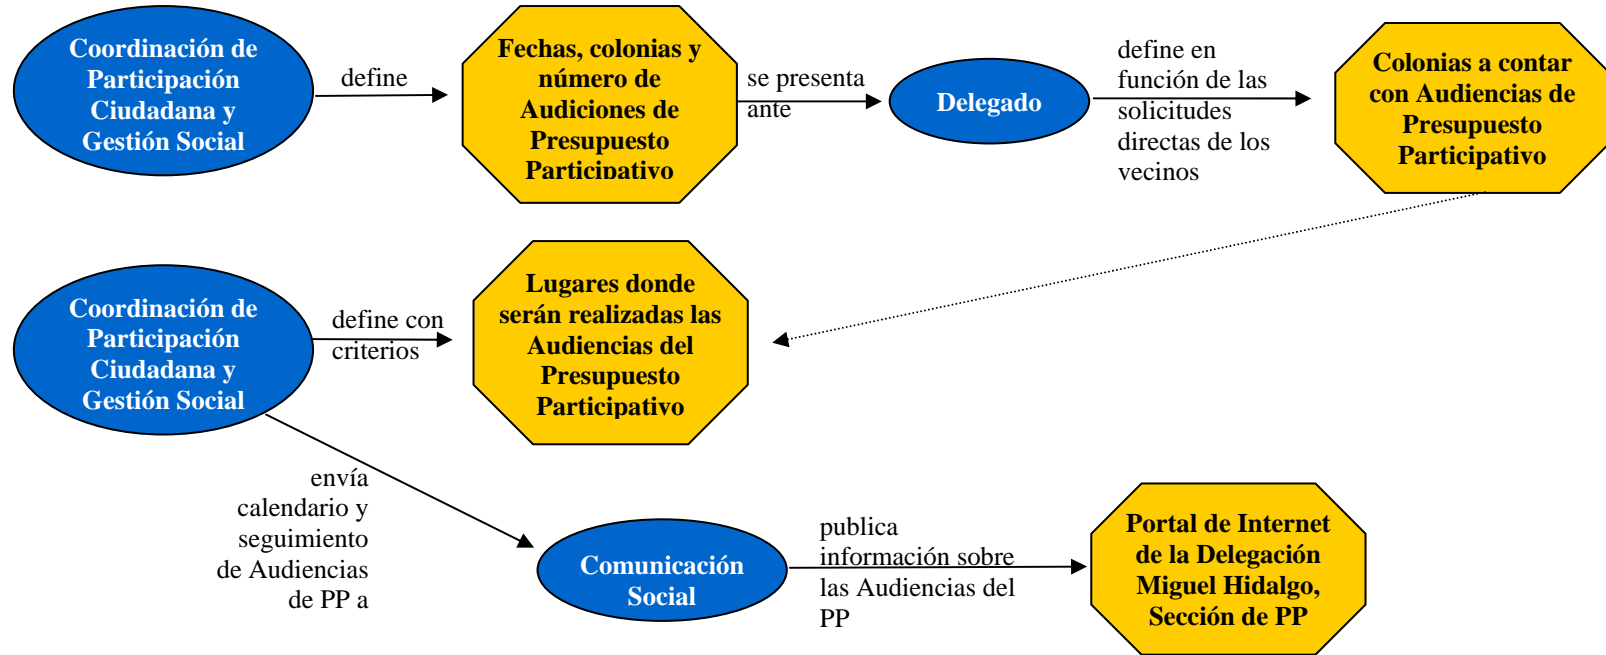 Coordinación de
Participación
Ciudadana y
Gestión Social
define
Fechas, colonias y
número de
Audiciones de
Presupuesto
Participativo
se presenta
ante
Delegado
define en
función de las
solicitudes
directas de los
vecinos
Colonias a contar
con Audiencias de
Presupuesto
Participativo
Coordinación de
Participación
Ciudadana y
Gestión Social
define con
criterios
Lugares donde
serán realizadas las
Audiencias del
Presupuesto
Participativo
envía
calendario y
seguimiento
de Audiencias
de PP a
Comunicación
Social
publica
información sobre
las Audiencias del
PP
Portal de Internet
de la Delegación
Miguel Hidalgo,
Sección de PP